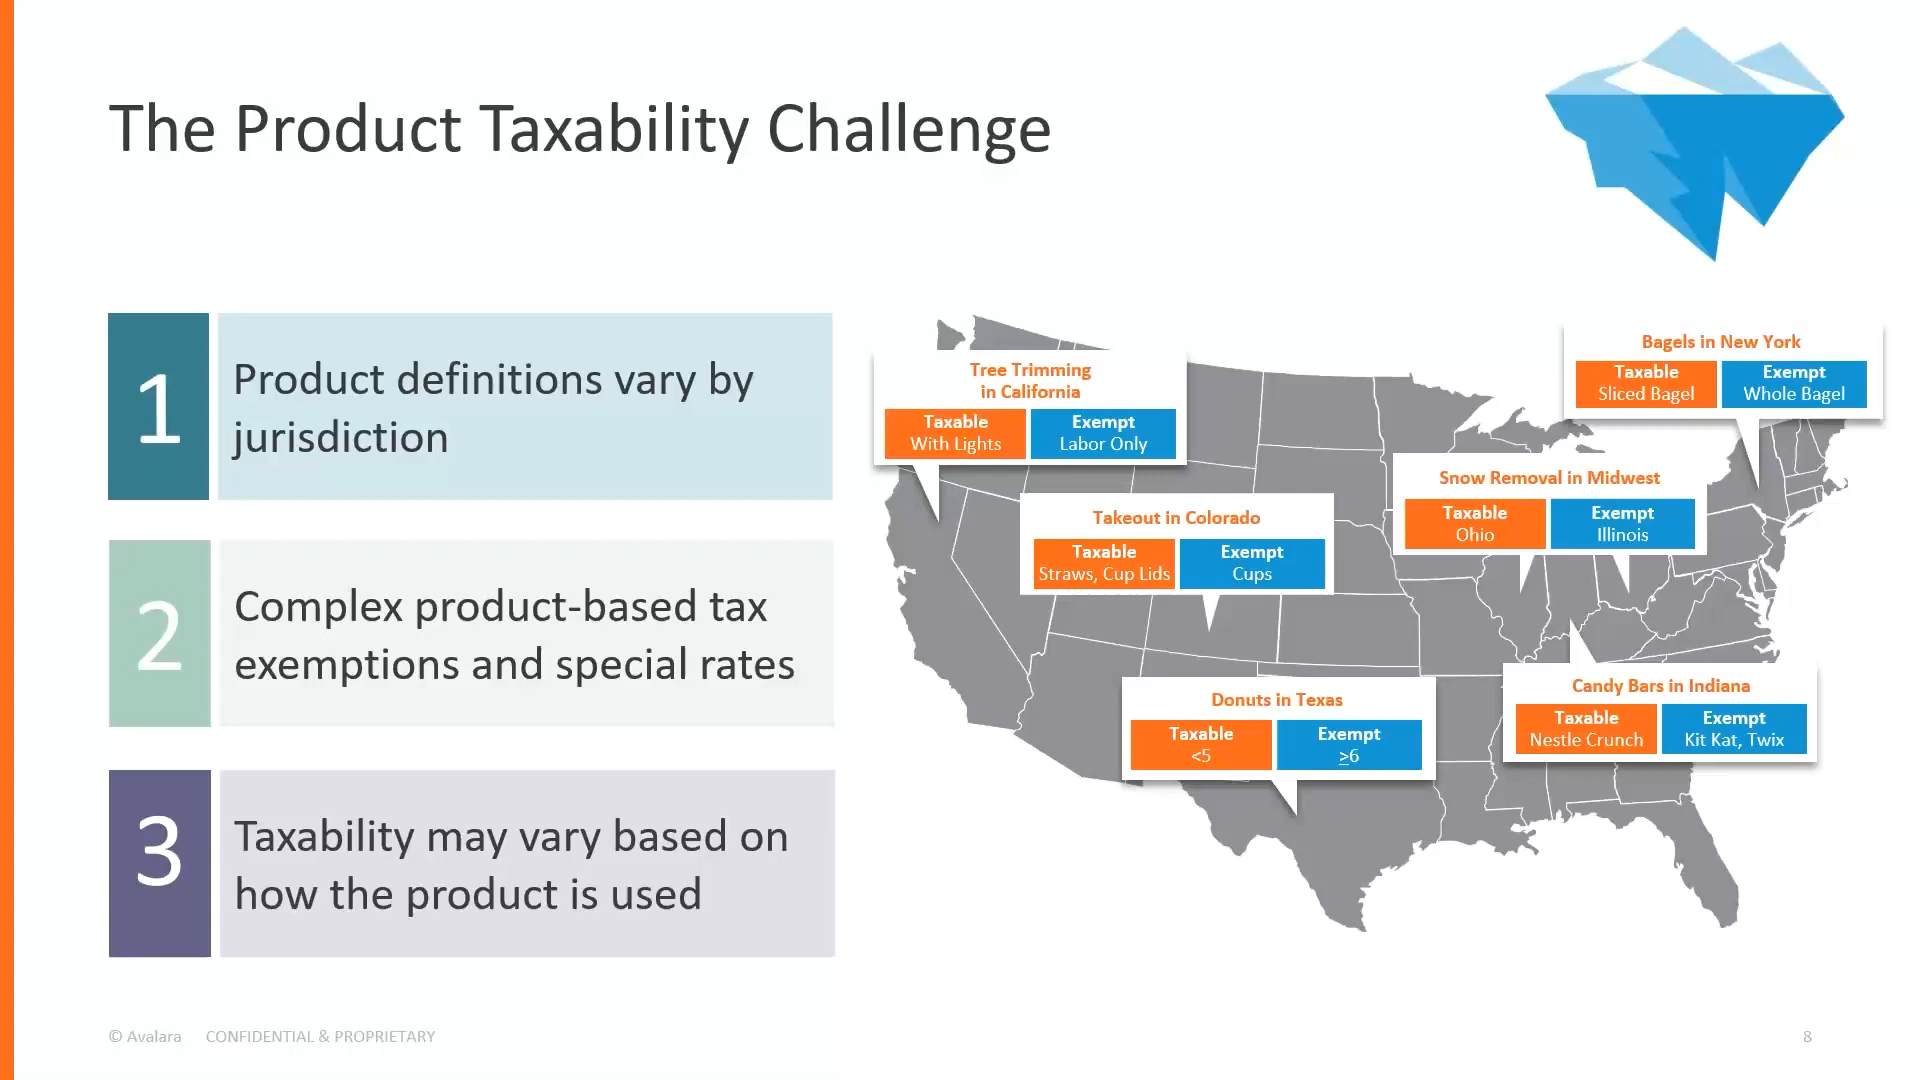 The Product Taxability Challenge
1
Product definitions vary by
jurisdiction
2
Complex product-based tax
exemptions and special rates
3
Taxability may vary based on
how the product is used
Tree Trimming
in California
Taxable
With Lights
Exempt
Labor Only
Takeout in Colorado
Taxable
Straws, Cup Lids
Exempt
Cups
Donuts in Texas
Taxable
<5
Exempt
≥6
Bagels in New York
Taxable
Sliced Bagel
Exempt
Whole Bagel
Snow Removal in Midwest
Taxable
Ohio
Exempt
Illinois
Candy Bars in Indiana
Taxable
Nestle Crunch
Exempt
Kit Kat, Twix
© Avalara CONFIDENTIAL & PROPRIETARY
8